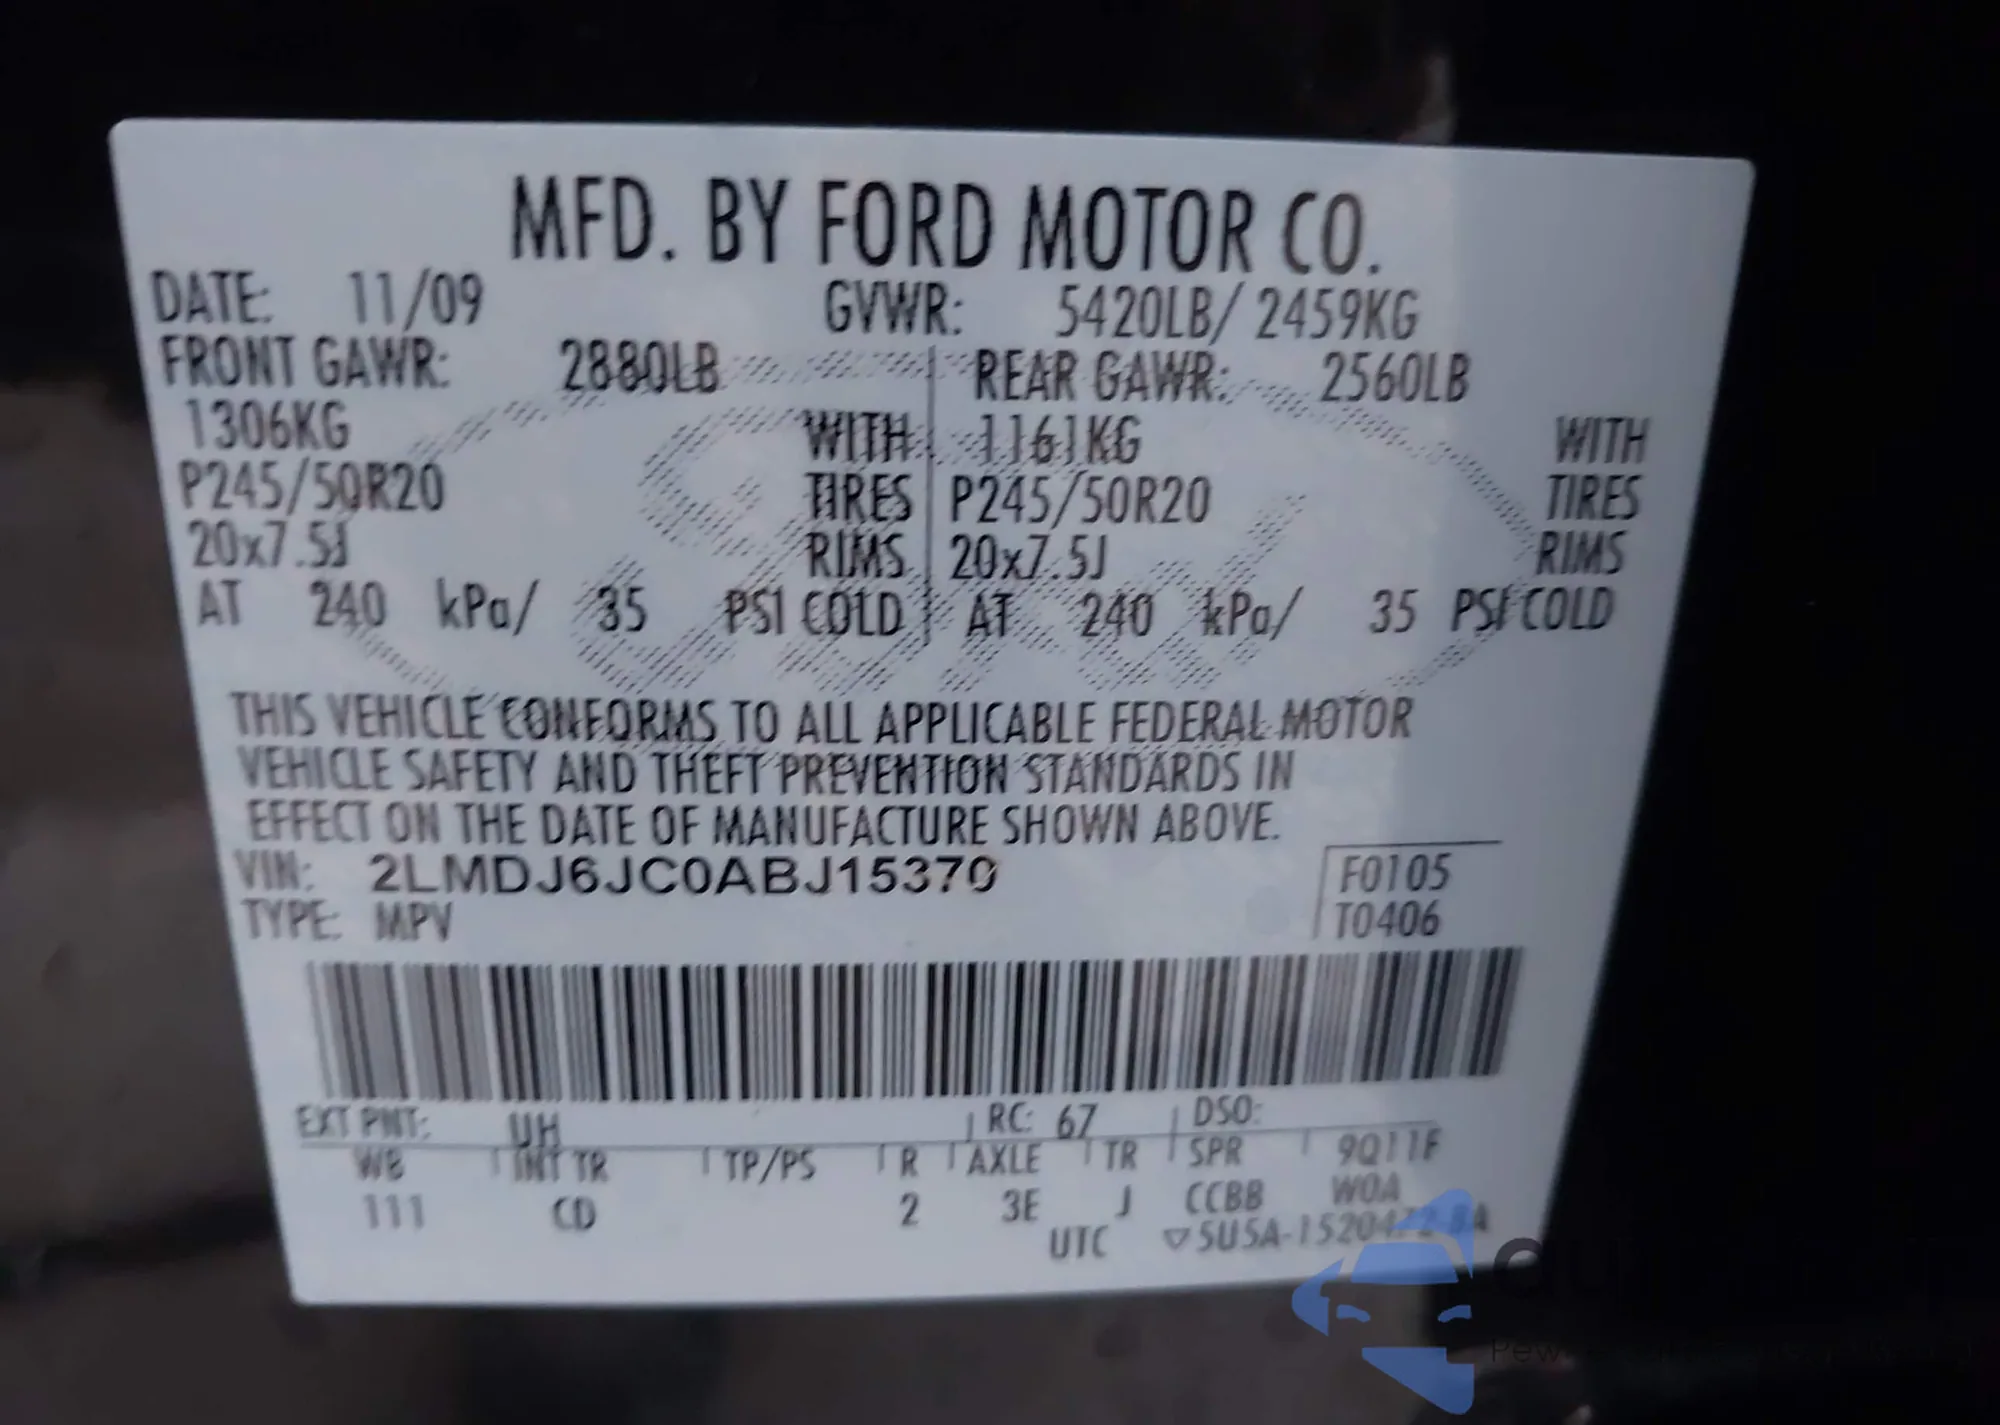 MFD. BY FORD MOTOR CO.
DATE: 11/09 GVWR: 5420LB/ 2459KG
FRONT GAWR: 2880LB REAR GAWR: 2560LB
1306KG WITH 1161KG WITH
P245/50R20 TIRES P245/50R20 TIRES
20x7.5J RIMS 20x7.5J RIMS
AT 240 kPa/ 35 PSI COLD AT 240 kPa/ 35 PSI COLD
THIS VEHICLE CONFORMS TO ALL APPLICABLE FEDERAL MOTOR
VEHICLE SAFETY AND THEFT PREVENTION STANDARDS IN
EFFECT ON THE DATE OF MANUFACTURE SHOWN ABOVE.
VIN: 2LMDJ6JC0ABJ15370 F0105
TYPE: MPV T0406
EXT PNT: UH RC: 67 DSO:
WB INT TR TP/PS R AXLE TR SPR 9Q11F
111 CD 2 3E J CCBB W0A
UTC